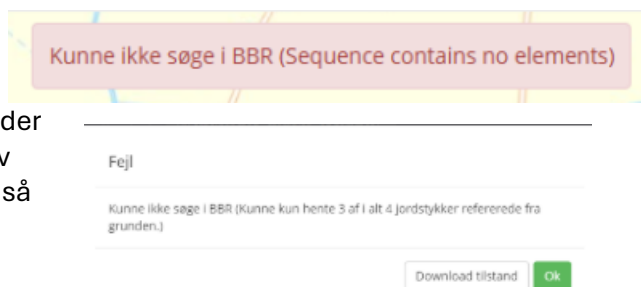 Kunne ikke søge i BBR (Sequence contains no elements)
der
v
så
Fejl
Kunne ikke søge i BBR (Kunne kun hente 3 af i alt 4 jordstykker refererede fra
grunden.)
Download tilstand Ok